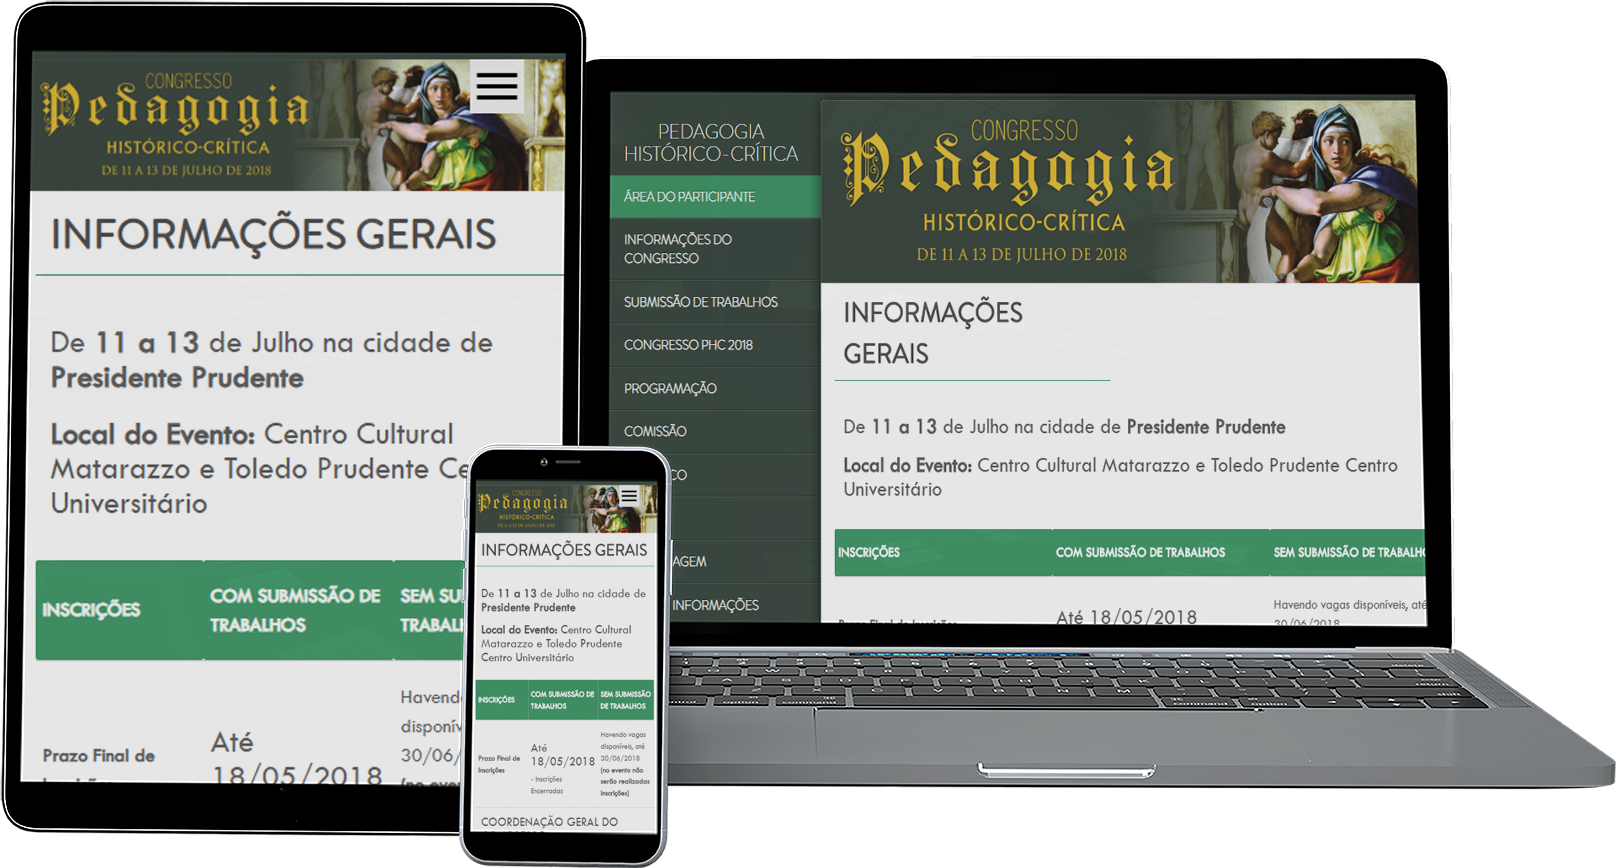 CONGRESSO
Pedagogia
HISTÓRICO-CRÍTICA
DE 11 A 13 DE JULHO DE 2018
INFORMAÇÕES GERAIS
De 11 a 13 de Julho na cidade de
Presidente Prudente
Local do Evento: Centro Cultural
Matarazzo e Toledo Prudente Ce
Universitário
INSCRIÇÕES
COM SUBMISSÃO DE
TRABALHOS
SEM SU
TRABAL
Prazo Final de
Até
18/05/2018
Havend
disponív
30/06/
(no even
PEDAGOGIA
HISTÓRICO-CRÍTICA
ÁREA DO PARTICIPANTE
INFORMAÇÕES DO
CONGRESSO
SUBMISSÃO DE TRABALHOS
CONGRESSO PHC 2018
PROGRAMAÇÃO
COMISSÃO
CO
AGEM
INFORMAÇÕES
CONGRESSO
Pedagogia
HISTÓRICO-CRÍTICA
DE 11 A 13 DE JULHO DE 2018
INFORMAÇÕES
GERAIS
De 11 a 13 de Julho na cidade de Presidente Prudente
Local do Evento: Centro Cultural Matarazzo e Toledo Prudente Centro
Universitário
INSCRIÇÕES
COM SUBMISSÃO DE TRABALHOS
SEM SUBMISSÃO DE TRABALH
Prazo Final de Inscrições
Até 18/05/2018
Havendo vagas disponíveis, até
30/06/2018
CONGRESSO
Pedagogia
HISTÓRICO-CRÍTICA
DE 11 A 13 DE JULHO DE 2018
INFORMAÇÕES GERAIS
De 11 a 13 de Julho na cidade de
Presidente Prudente
Local do Evento: Centro Cultural
Matarazzo e Toledo Prudente
Centro Universitário
INSCRIÇÕES
COM SUBMISSÃO DE
TRABALHOS
SEM SUBMISSÃO
DE TRABALHOS
Prazo Final de
Inscrições
Até
18/05/2018
- Inscrições
Encerradas
Havendo vagas
disponíveis, até
30/06/2018
(no evento não
serão realizadas
inscrições)
COORDENAÇÃO GERAL DO
control
option
command
command
option